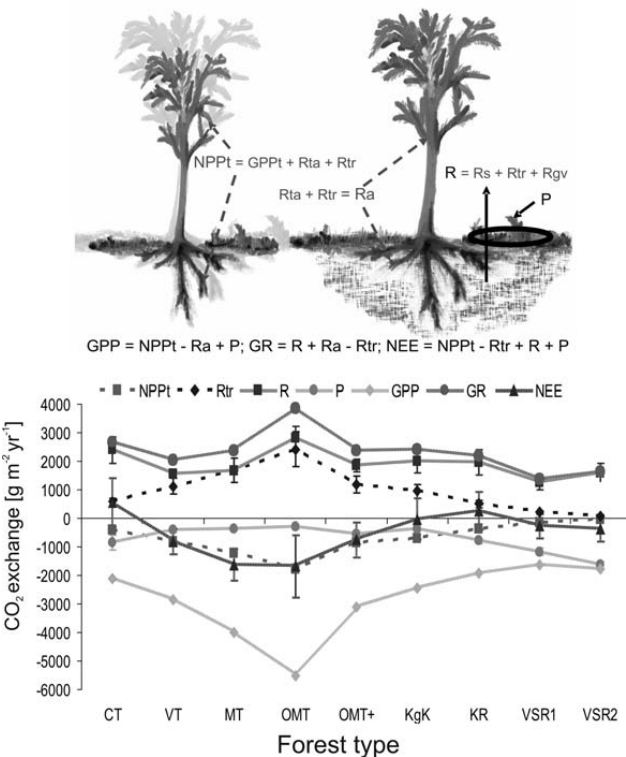 NPPt = GPPt + Rta + Rtr
R = Rs + Rtr + Rgv
Rta + Rtr = Ra
P
GPP = NPPt - Ra + P; GR = R + Ra - Rtr; NEE = NPPt - Rtr + R + P
NPPt Rtr R P GPP GR NEE
CO2 exchange [g m-2 yr-1]
4000
3000
2000
1000
0
-1000
-2000
-3000
-4000
-5000
-6000
CT VT MT OMT OMT+ KgK KR VSR1 VSR2
Forest type